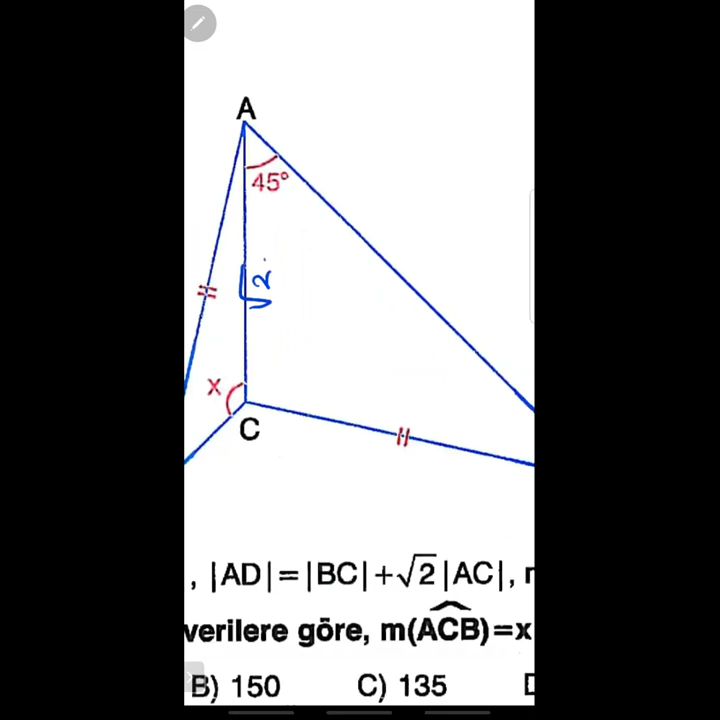 A
45°
√2
x
C
, |AD|=|BC|+√2|AC|,
verilere göre, m(ACB)=x
B) 150 C) 135